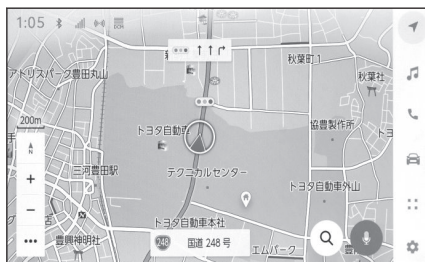 1:05
DCM
秋葉町1
アドリスパーク豊田丸山
秋葉社
200m
トヨタ自動車
協豊製作所
N
三河豊田駅
テクニカルセンター
トヨタ自動車外山
トヨタ自動車本社
豊興神明社
248 国道 248 号
エムパーク